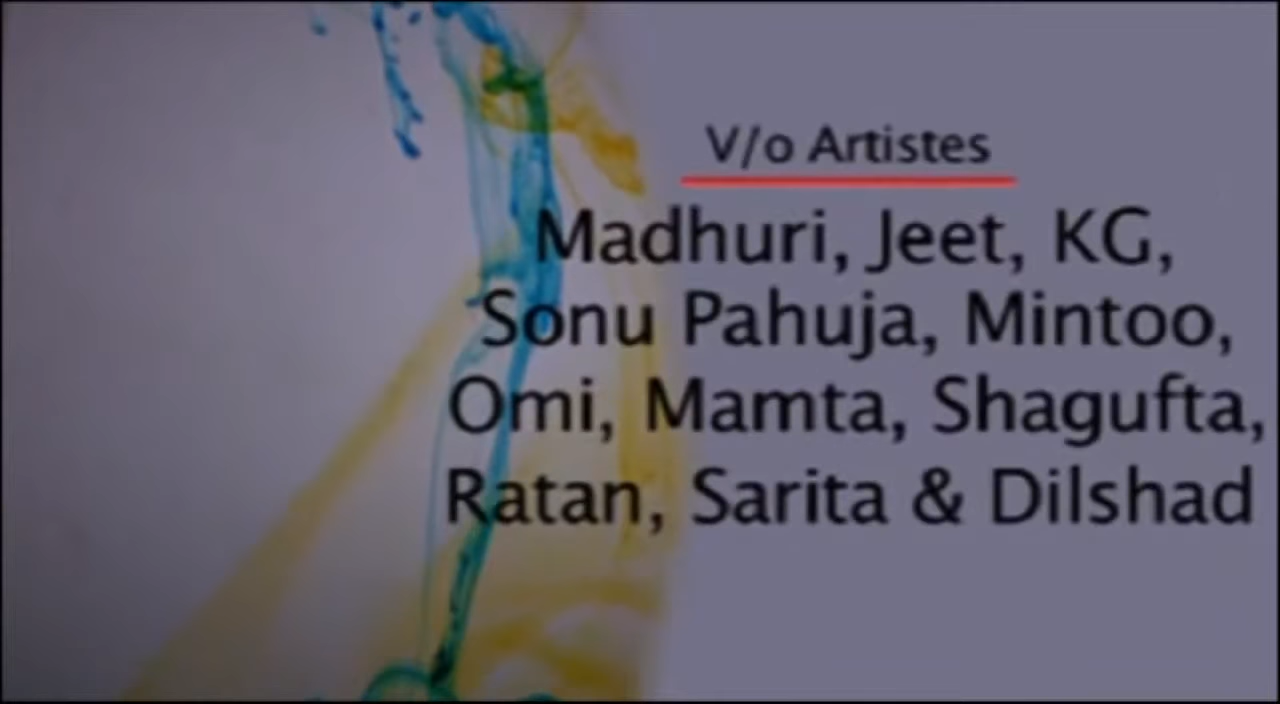 V/o Artistes
Madhuri, Jeet, KG,
Sonu Pahuja, Mintoo,
Omi, Mamta, Shagufta,
Ratan, Sarita & Dilshad